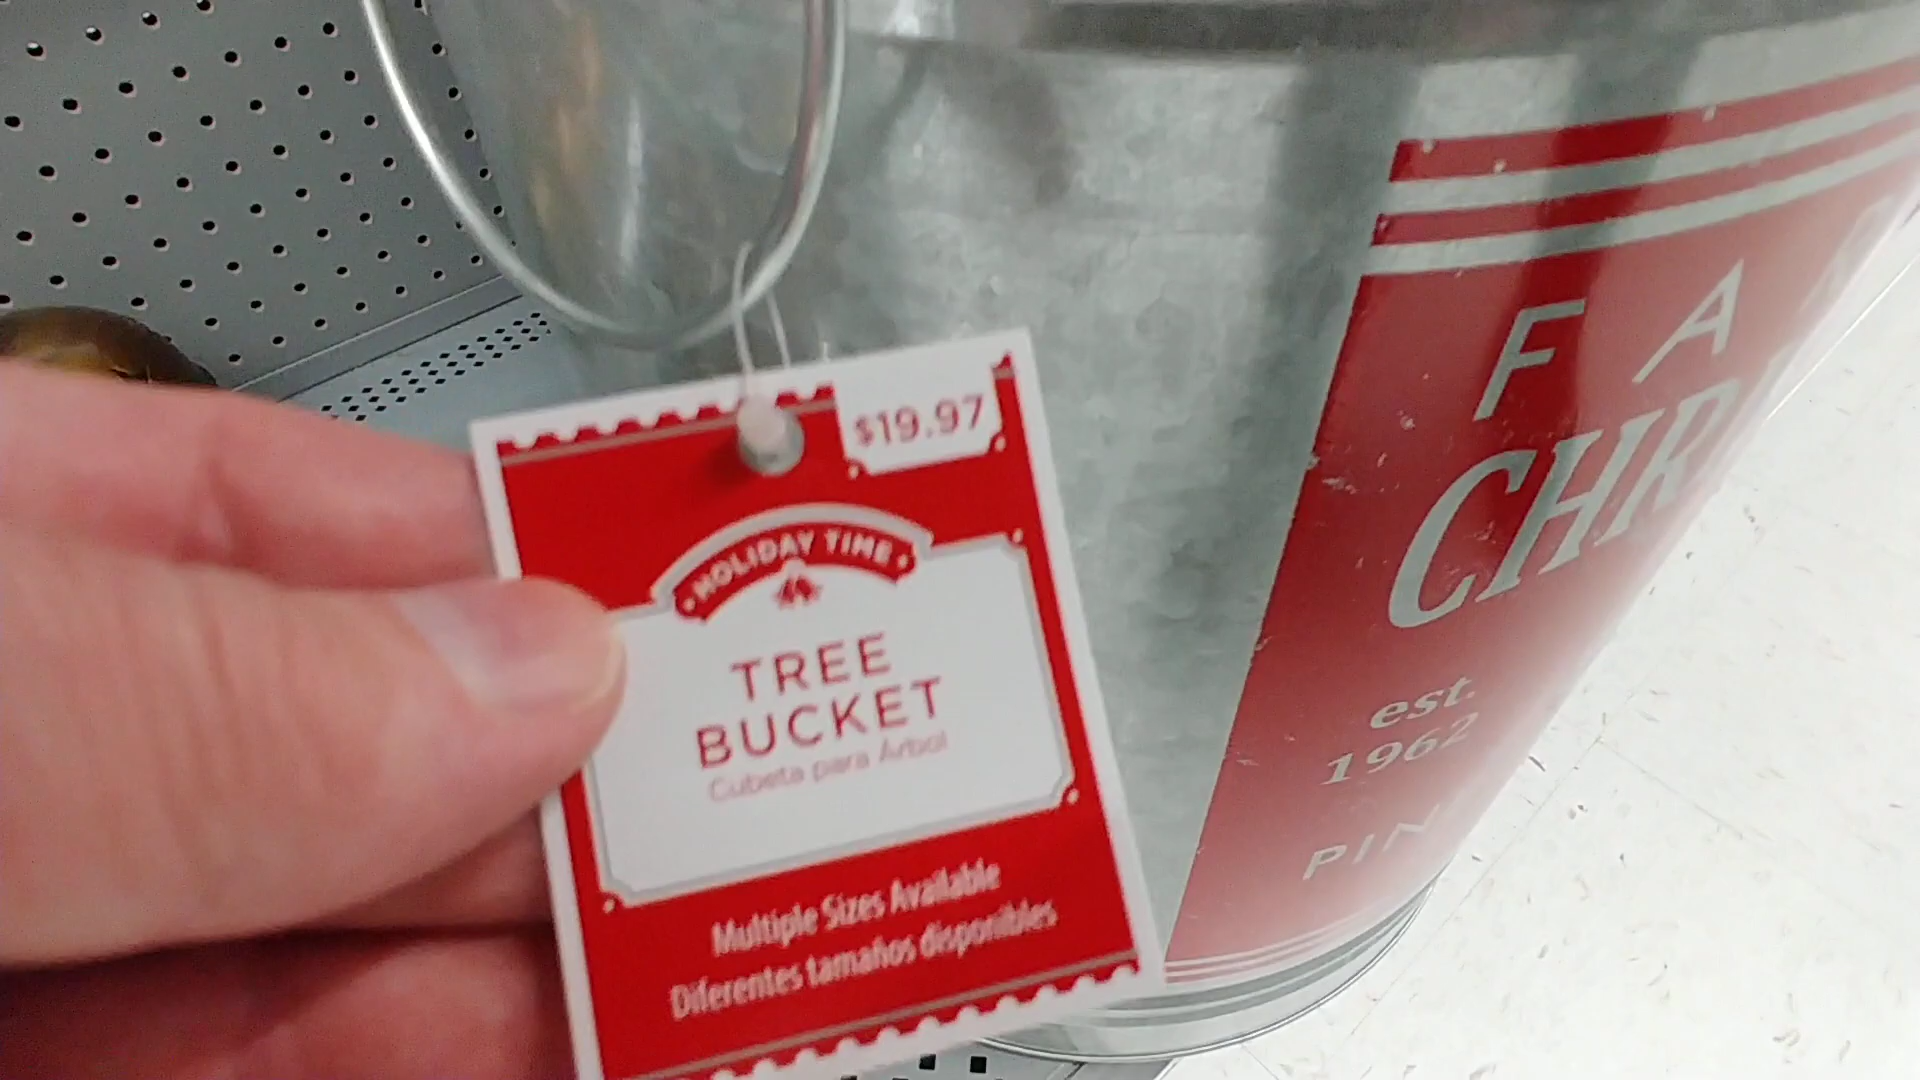 $19.97
HOLIDAY TIME
TREE
BUCKET
Cubeta para Árbol
Multiple Sizes Available
Diferentes tamaños disponibles
F A
CHR
est.
1962
PIN